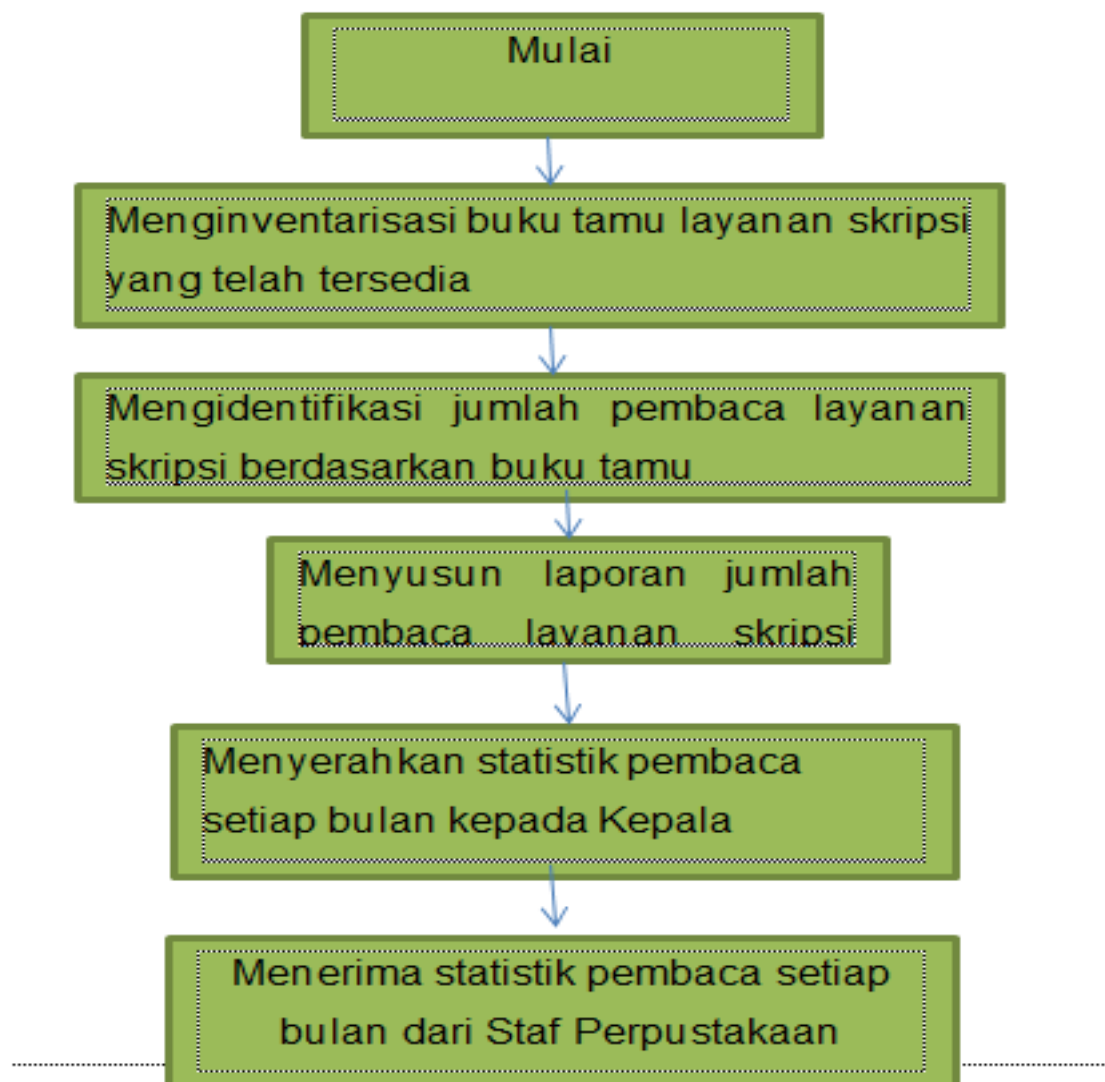 Mulai
Menginventarisasi buku tamu layanan skripsi
yang telah tersedia
Mengidentifikasi jumlah pembaca layanan
skripsi berdasarkan buku tamu
Menyusun laporan jumlah
pembaca layanan skripsi
Menyerahkan statistik pembaca
setiap bulan kepada Kepala
Menerima statistik pembaca setiap
bulan dari Staf Perpustakaan